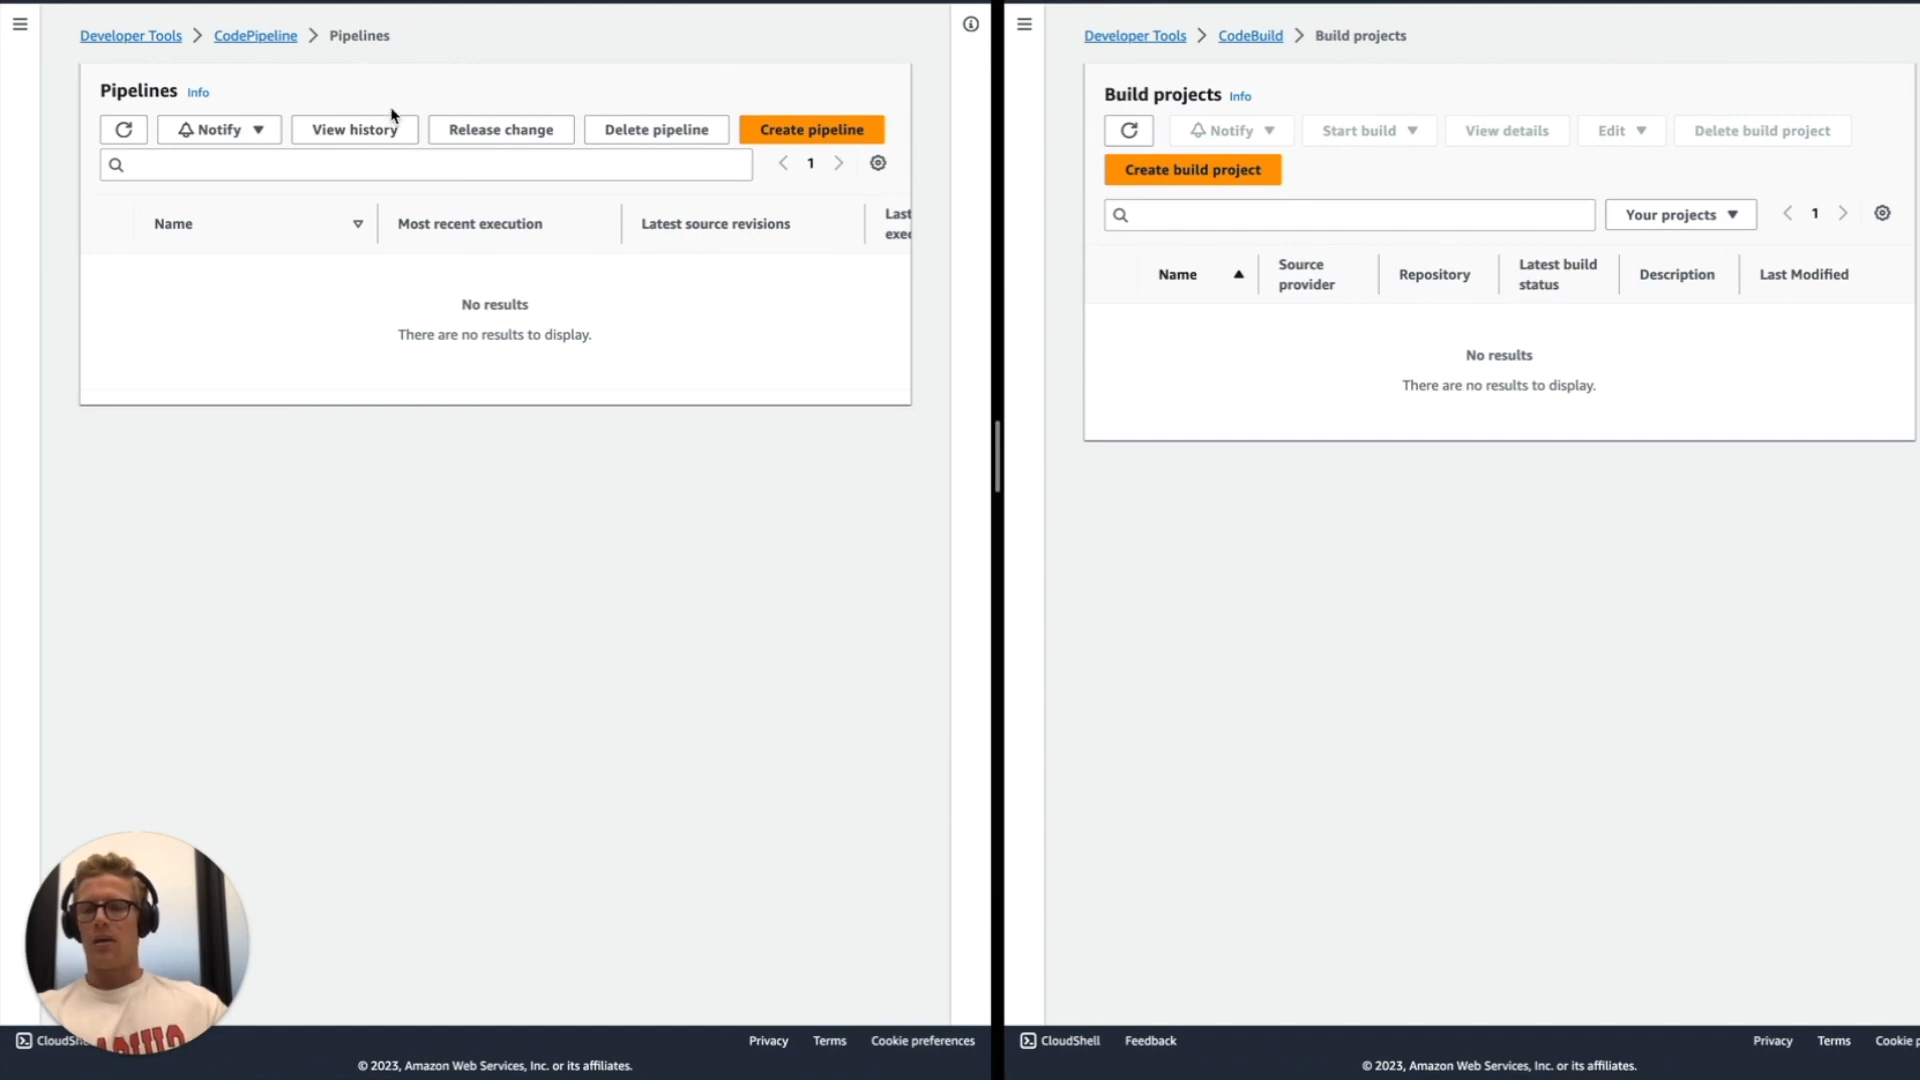 Developer Tools > CodePipeline > Pipelines
Pipelines Info
Notify View history Release change Delete pipeline Create pipeline
1
Name Most recent execution Latest source revisions Last
No results
There are no results to display.
Privacy Terms Cookie preferences
© 2023, Amazon Web Services, Inc. or its affiliates.
Developer Tools > CodeBuild > Build projects
Build projects Info
Notify Start build View details Edit Delete build project
Create build project
Your projects 1
Name Source provider Repository Latest build status Description Last Modified
No results
There are no results to display.
CloudShell Feedback Privacy Terms Cookie
© 2023, Amazon Web Services, Inc. or its affiliates.